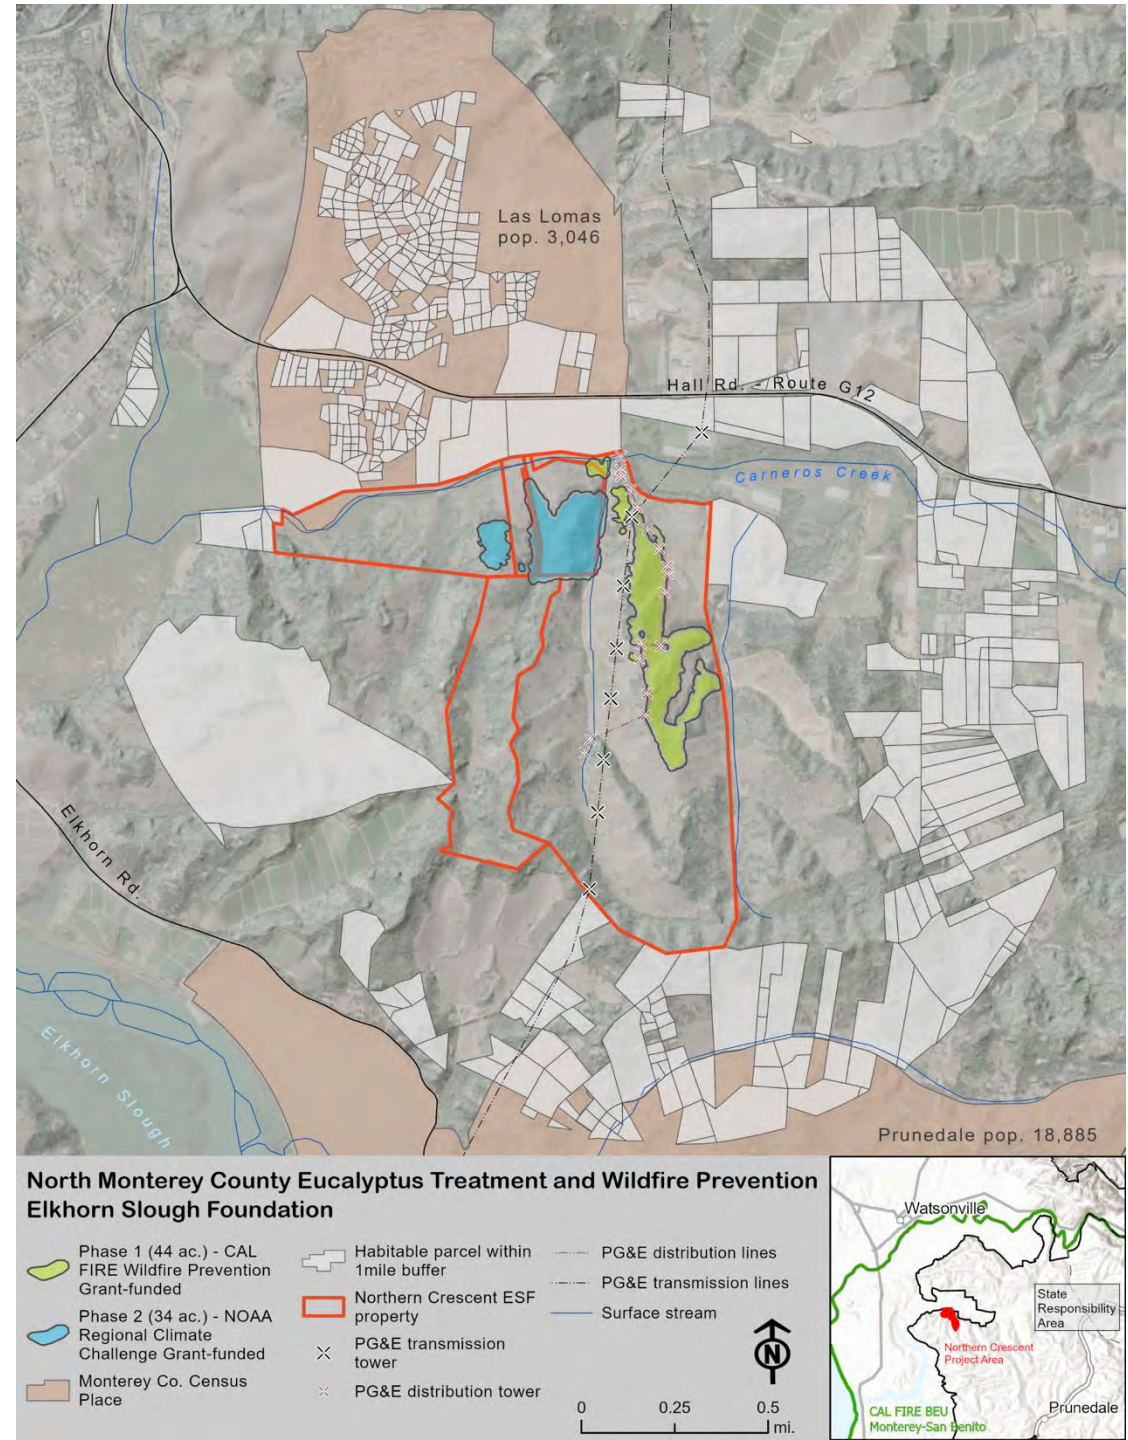 Las Lomas
pop. 3,046
Hall Rd. - Route G12
Carneros Creek
Elkhorn Rd.
Elkhorn Slough
Prunedale pop. 18,885
North Monterey County Eucalyptus Treatment and Wildfire Prevention
Elkhorn Slough Foundation
Phase 1 (44 ac.) - CAL
FIRE Wildfire Prevention
Grant-funded
Phase 2 (34 ac.) - NOAA
Regional Climate
Challenge Grant-funded
Monterey Co. Census
Place
Habitable parcel within
1mile buffer
Northern Crescent ESF
property
PG&E transmission
tower
PG&E distribution tower
PG&E distribution lines
PG&E transmission lines
Surface stream
N
0
0.25
0.5
mi.
Watsonville
State
Responsibility
Area
Northern Crescent
Project Area
CAL FIRE BEU
Monterey-San Benito
Prunedale